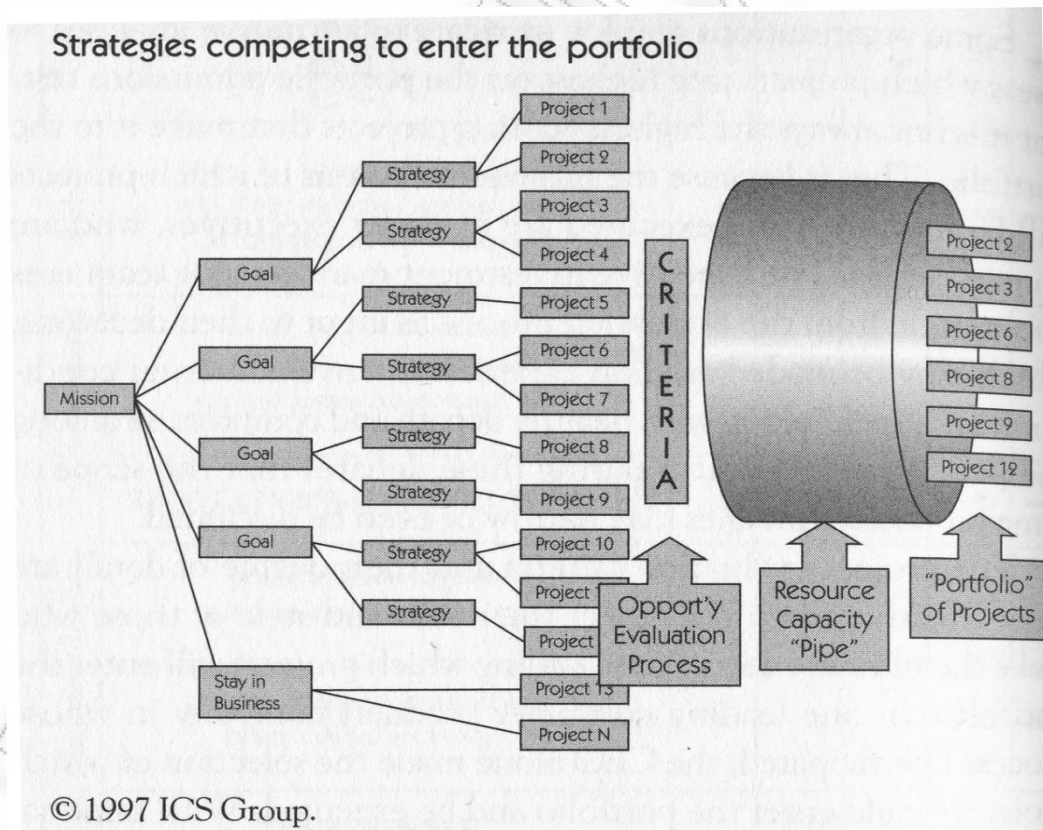 Strategies competing to enter the portfolio
Project 1
Project 2
Project 3
Project 4
Project 5
Project 6
Project 7
Project 8
Project 9
Project 10
Project
Project
Project 13
Project N
Strategy
Strategy
Strategy
Strategy
Strategy
Strategy
Strategy
Strategy
Goal
Goal
Goal
Goal
Mission
Stay in
Business
CRITERIA
Project 2
Project 3
Project 6
Project 8
Project 9
Project 12
Opport'y
Evaluation
Process
Resource
Capacity
"Pipe"
"Portfolio"
of Projects
© 1997 ICS Group.